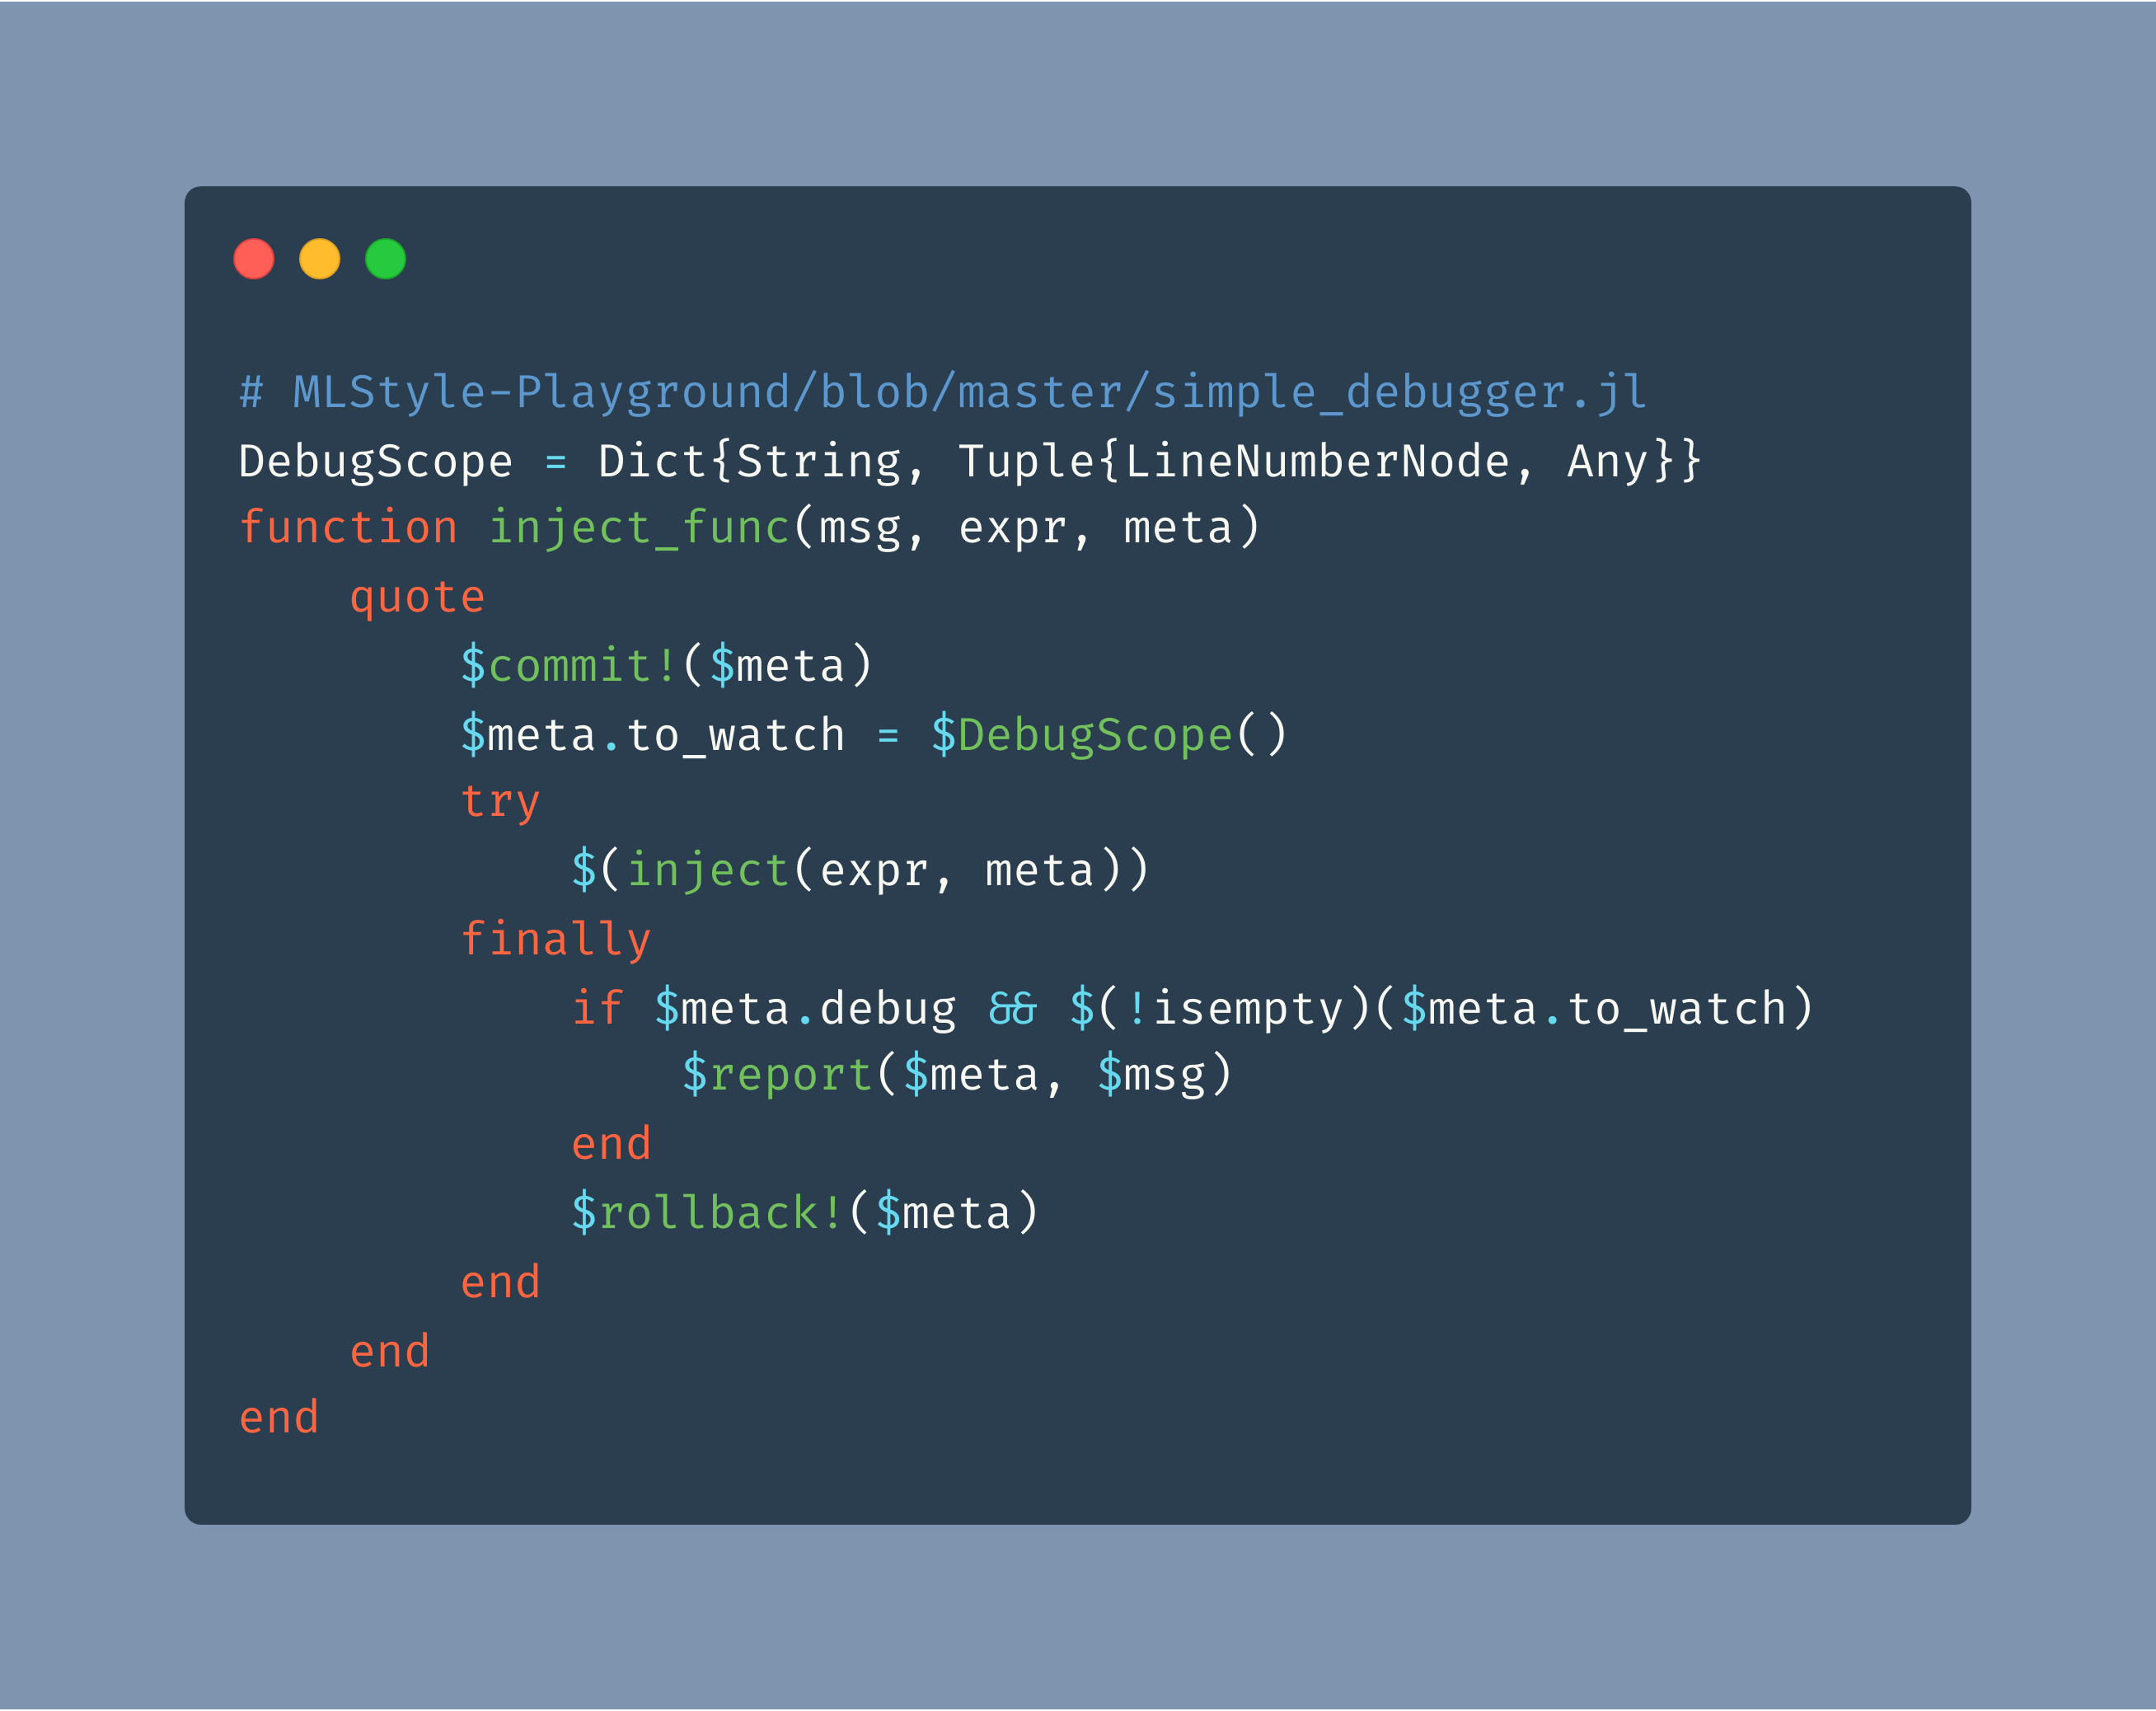 # MLStyle-Playground/blob/master/simple_debugger.jl
DebugScope = Dict{String, Tuple{LineNumberNode, Any}}
function inject_func(msg, expr, meta)
    quote
        $commit!($meta)
        $meta.to_watch = $DebugScope()
        try
            $(inject(expr, meta))
        finally
            if $meta.debug && $(!isempty)($meta.to_watch)
                $report($meta, $msg)
            end
            $rollback!($meta)
        end
    end
end